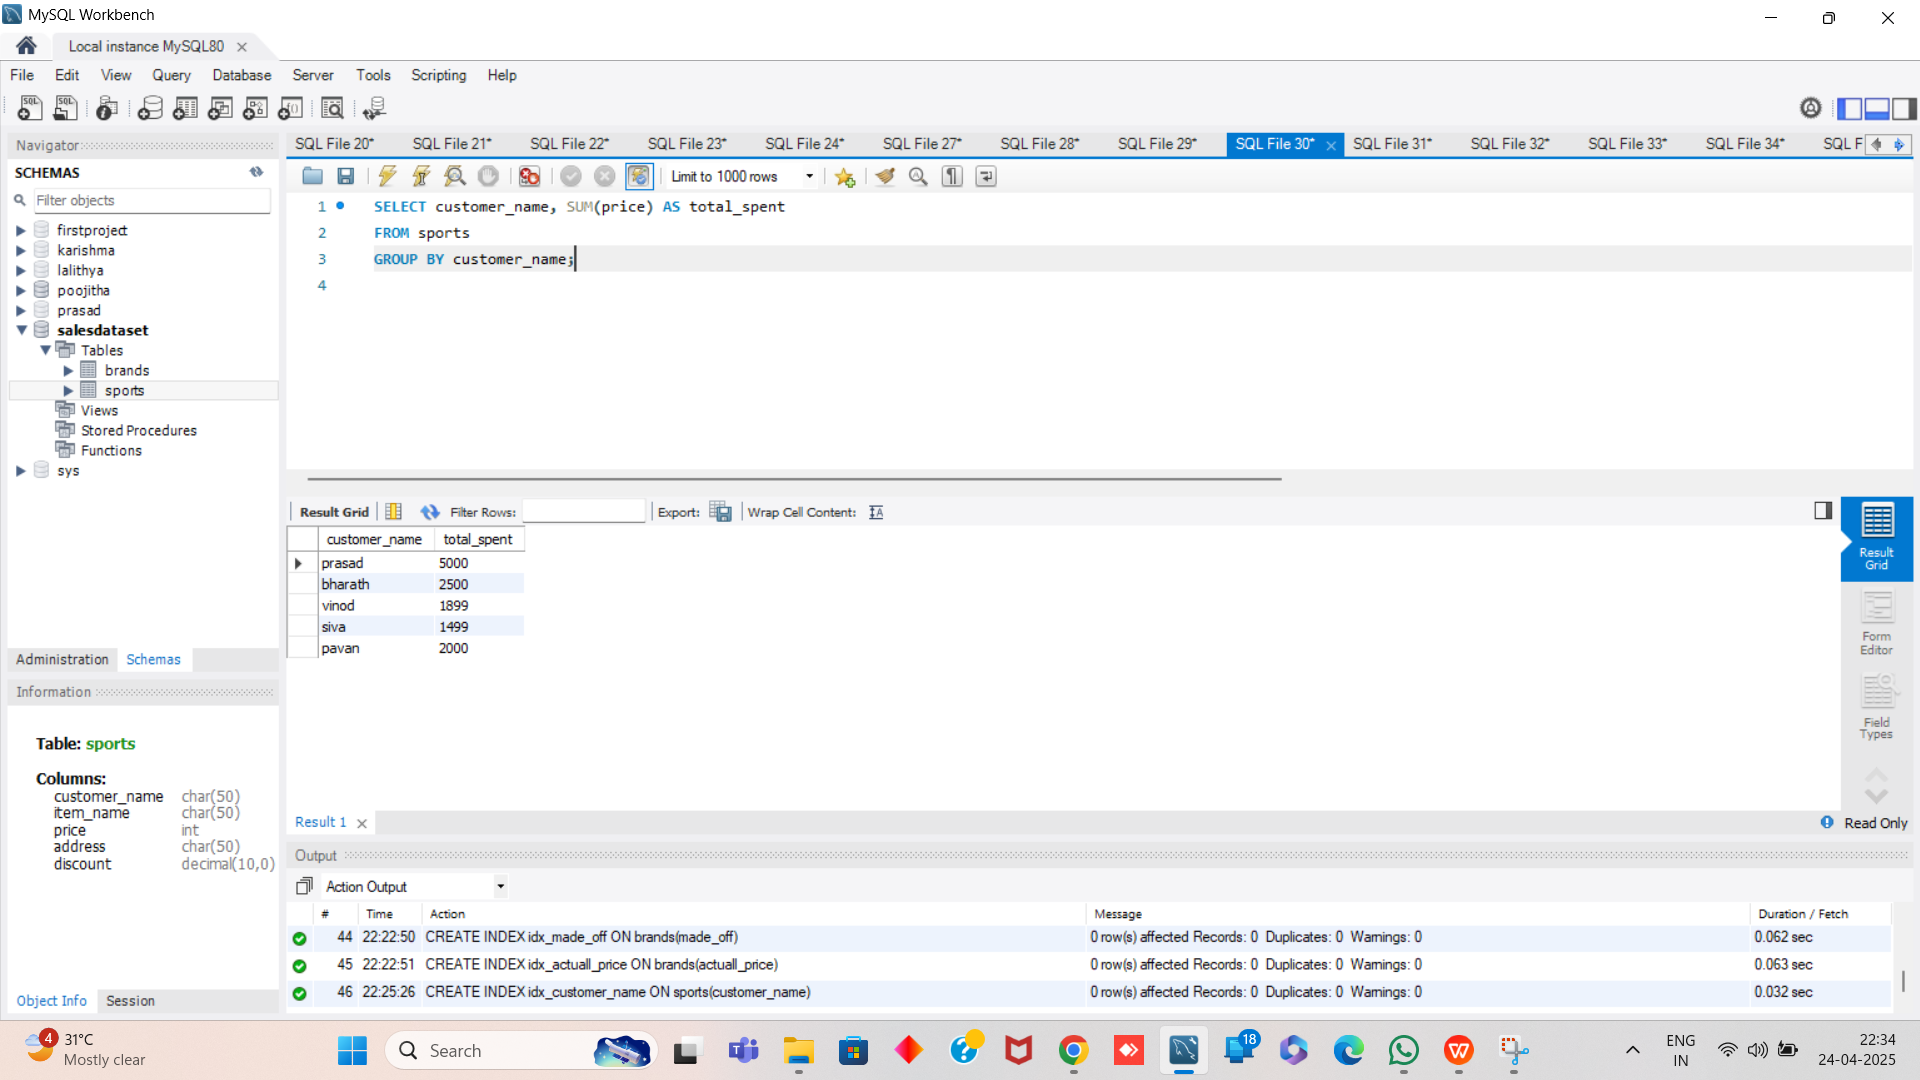 MySQL Workbench
Local instance MySQL80
File Edit View Query Database Server Tools Scripting Help
Navigator
SCHEMAS
Filter objects
firstproject
karishma
lalithya
poojitha
prasad
salesdataset
Tables
brands
sports
Views
Stored Procedures
Functions
sys
Administration Schemas
Information
Table: sports
Columns:
customer_name char(50)
item_name char(50)
price int
address char(50)
discount decimal(10,0)
Object Info Session
SQL File 20* SQL File 21* SQL File 22* SQL File 23* SQL File 24* SQL File 27* SQL File 28* SQL File 29* SQL File 30* SQL File 31* SQL File 32* SQL File 33* SQL File 34* SQL F
Limit to 1000 rows
1 SELECT customer_name, SUM(price) AS total_spent
2 FROM sports
3 GROUP BY customer_name;
4
Result Grid Filter Rows: Export: Wrap Cell Content:
customer_name total_spent
prasad 5000
bharath 2500
vinod 1899
siva 1499
pavan 2000
Result Grid
Form Editor
Field Types
Result 1
Read Only
Output
Action Output
# Time Action Message Duration / Fetch
44 22:22:50 CREATE INDEX idx_made_off ON brands(made_off) 0 row(s) affected Records: 0 Duplicates: 0 Warnings: 0 0.062 sec
45 22:22:51 CREATE INDEX idx_actuall_price ON brands(actuall_price) 0 row(s) affected Records: 0 Duplicates: 0 Warnings: 0 0.063 sec
46 22:25:26 CREATE INDEX idx_customer_name ON sports(customer_name) 0 row(s) affected Records: 0 Duplicates: 0 Warnings: 0 0.032 sec
4
31°C
Mostly clear
Search
18
ENG
IN
22:34
24-04-2025